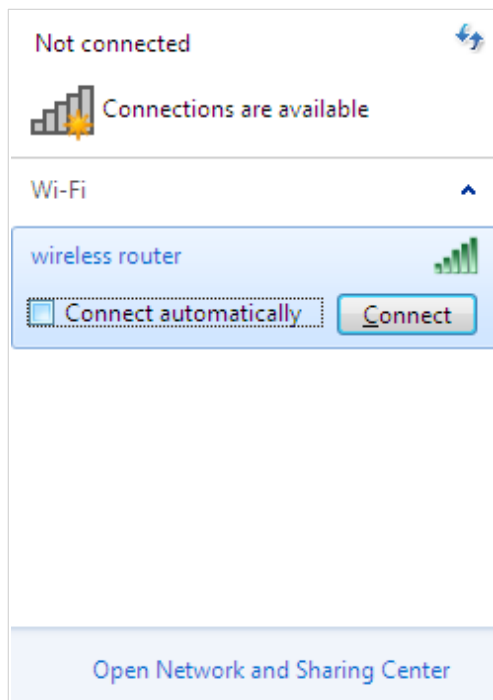 Not connected
Connections are available
Wi-Fi
wireless router
Connect automatically Connect
Open Network and Sharing Center